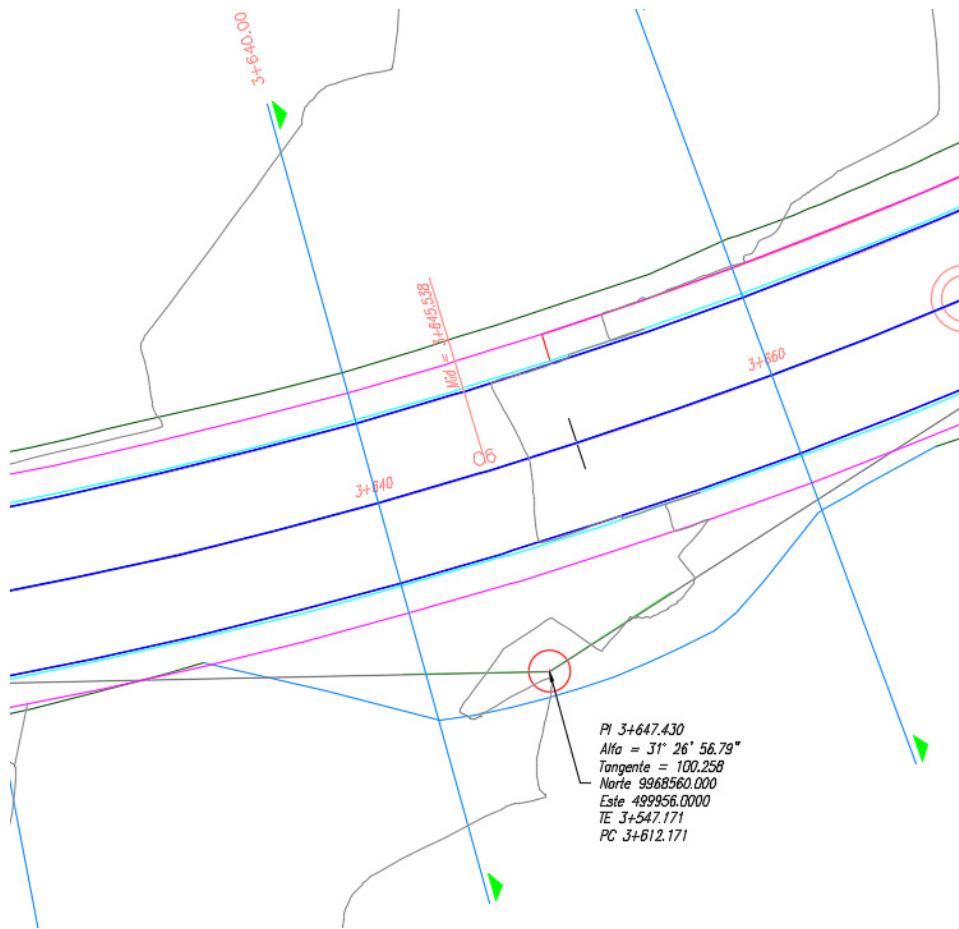 3+640.00
Mid = 3+645.538
3+660
3+640
PI 3+647.430
Alfa = 31° 26' 56.79"
Tangente = 100.258
Norte 9968560.000
Este 499956.0000
TE 3+547.171
PC 3+612.171